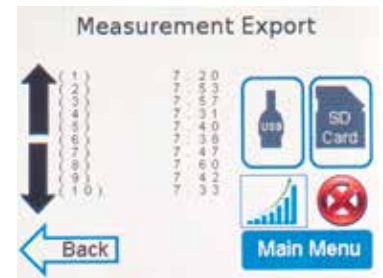 Measurement Export
(1) 7.20
(2) 7.53
(3) 7.57
(4) 7.31
(5) 7.40
(6) 7.38
(7) 7.47
(8) 7.60
(9) 7.42
(10) 7.33
USB
SD
Card
Back
Main Menu